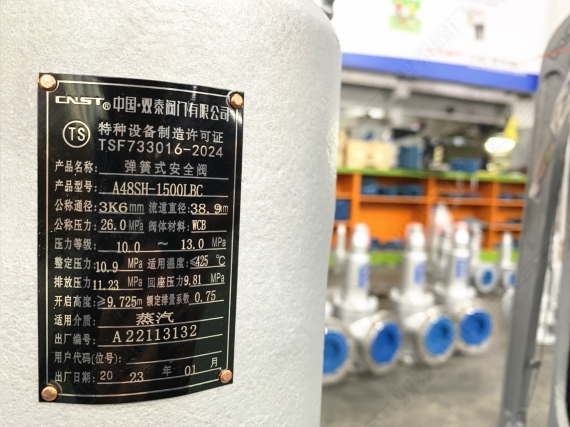 CNST® 中国·双泰阀门有限公司
TS 特种设备制造许可证
TSF733016-2024
产品名称: 弹簧式安全阀
产品型号: A48SH-1500LBC
公称通径: 3K6 mm 流道直径: 38.9 m
公称压力: 26.0 MPa 阀体材料: WCB
压力等级: 10.0 ~ 13.0 MPa
整定压力: 10.9 MPa 适用温度: ≤425 ℃
排放压力: 11.23 MPa 回座压力: 9.81 MPa
开启高度: ≥9.725 m 额定排量系数 0.75
适用介质: 蒸汽
出厂编号: A22113132
用户代码(位号):
出厂日期: 20 23 年 01 月